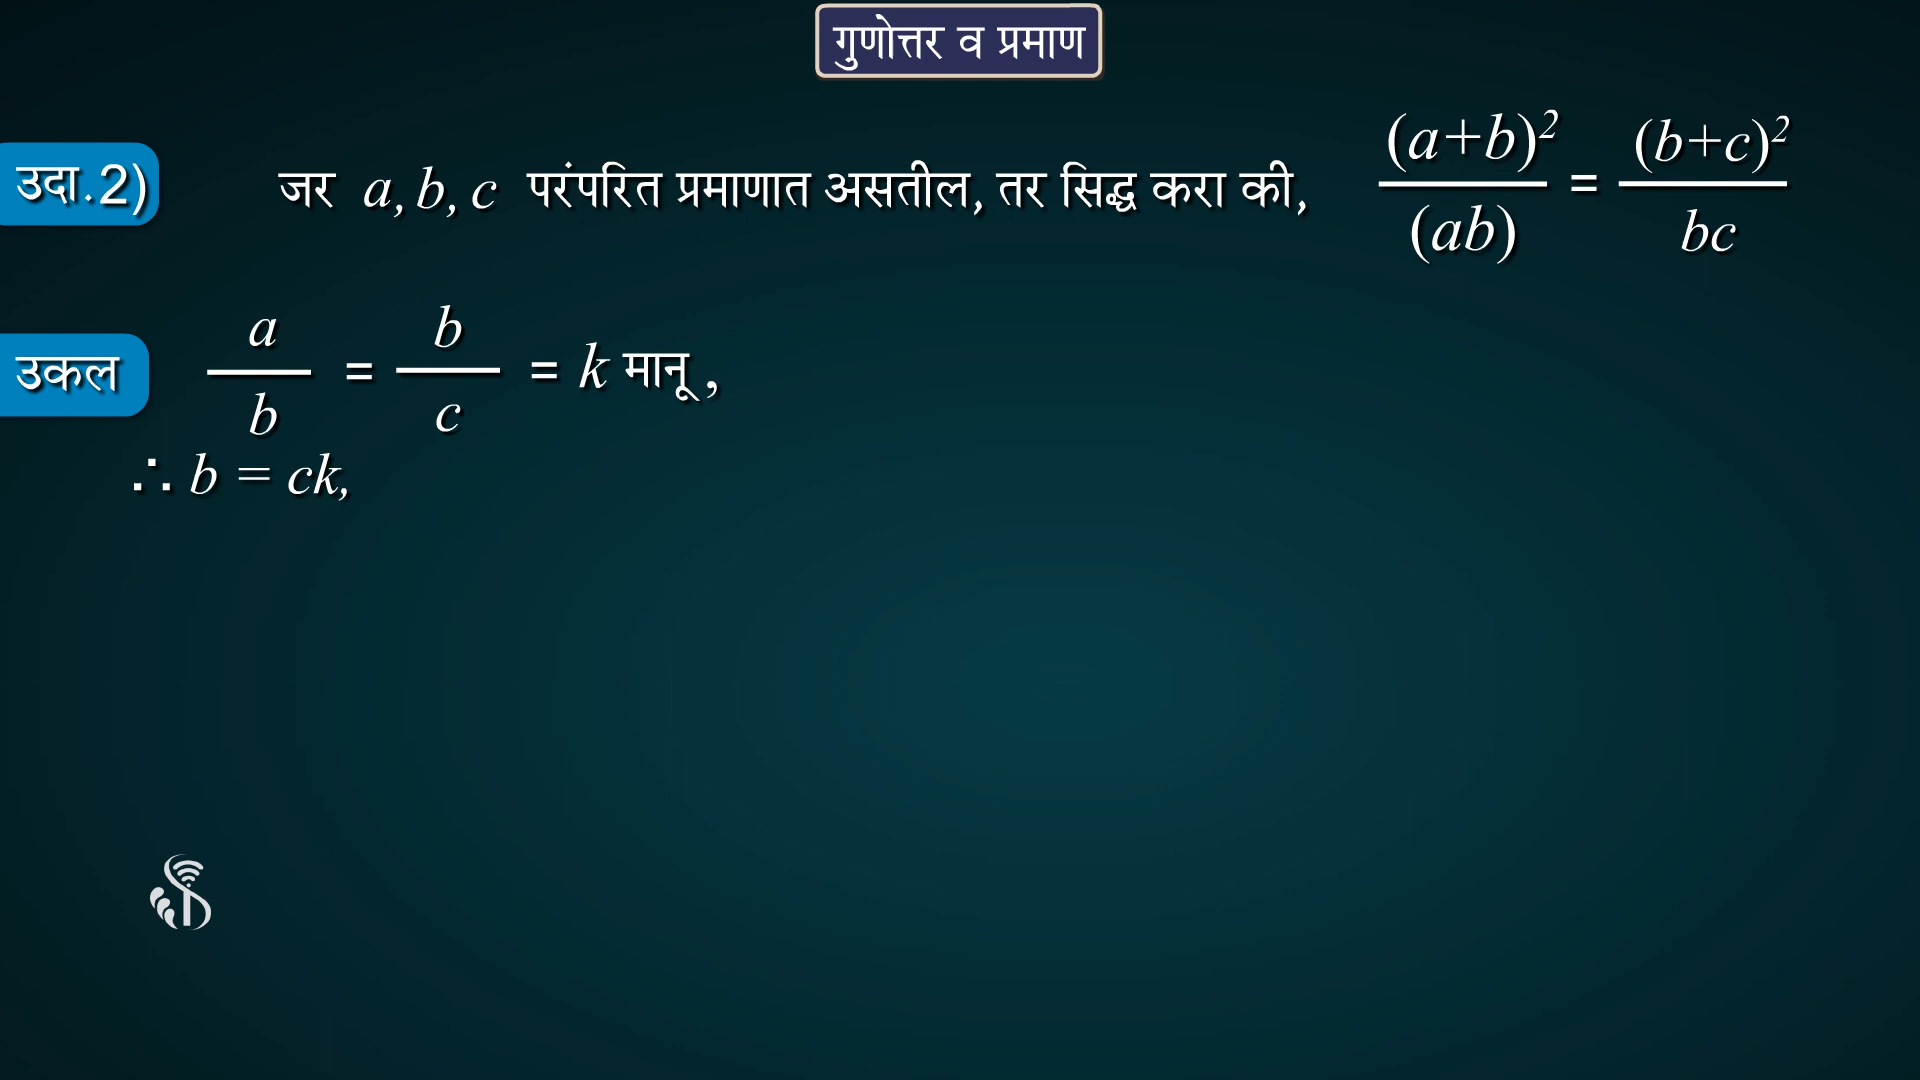 गुणोत्तर व प्रमाण
उदा.2) जर a, b, c परंपरित प्रमाणात असतील, तर सिद्ध करा की, (a+b)²/(ab) = (b+c)²/bc
उकल a/b = b/c = k मानू ,
∴ b = ck,